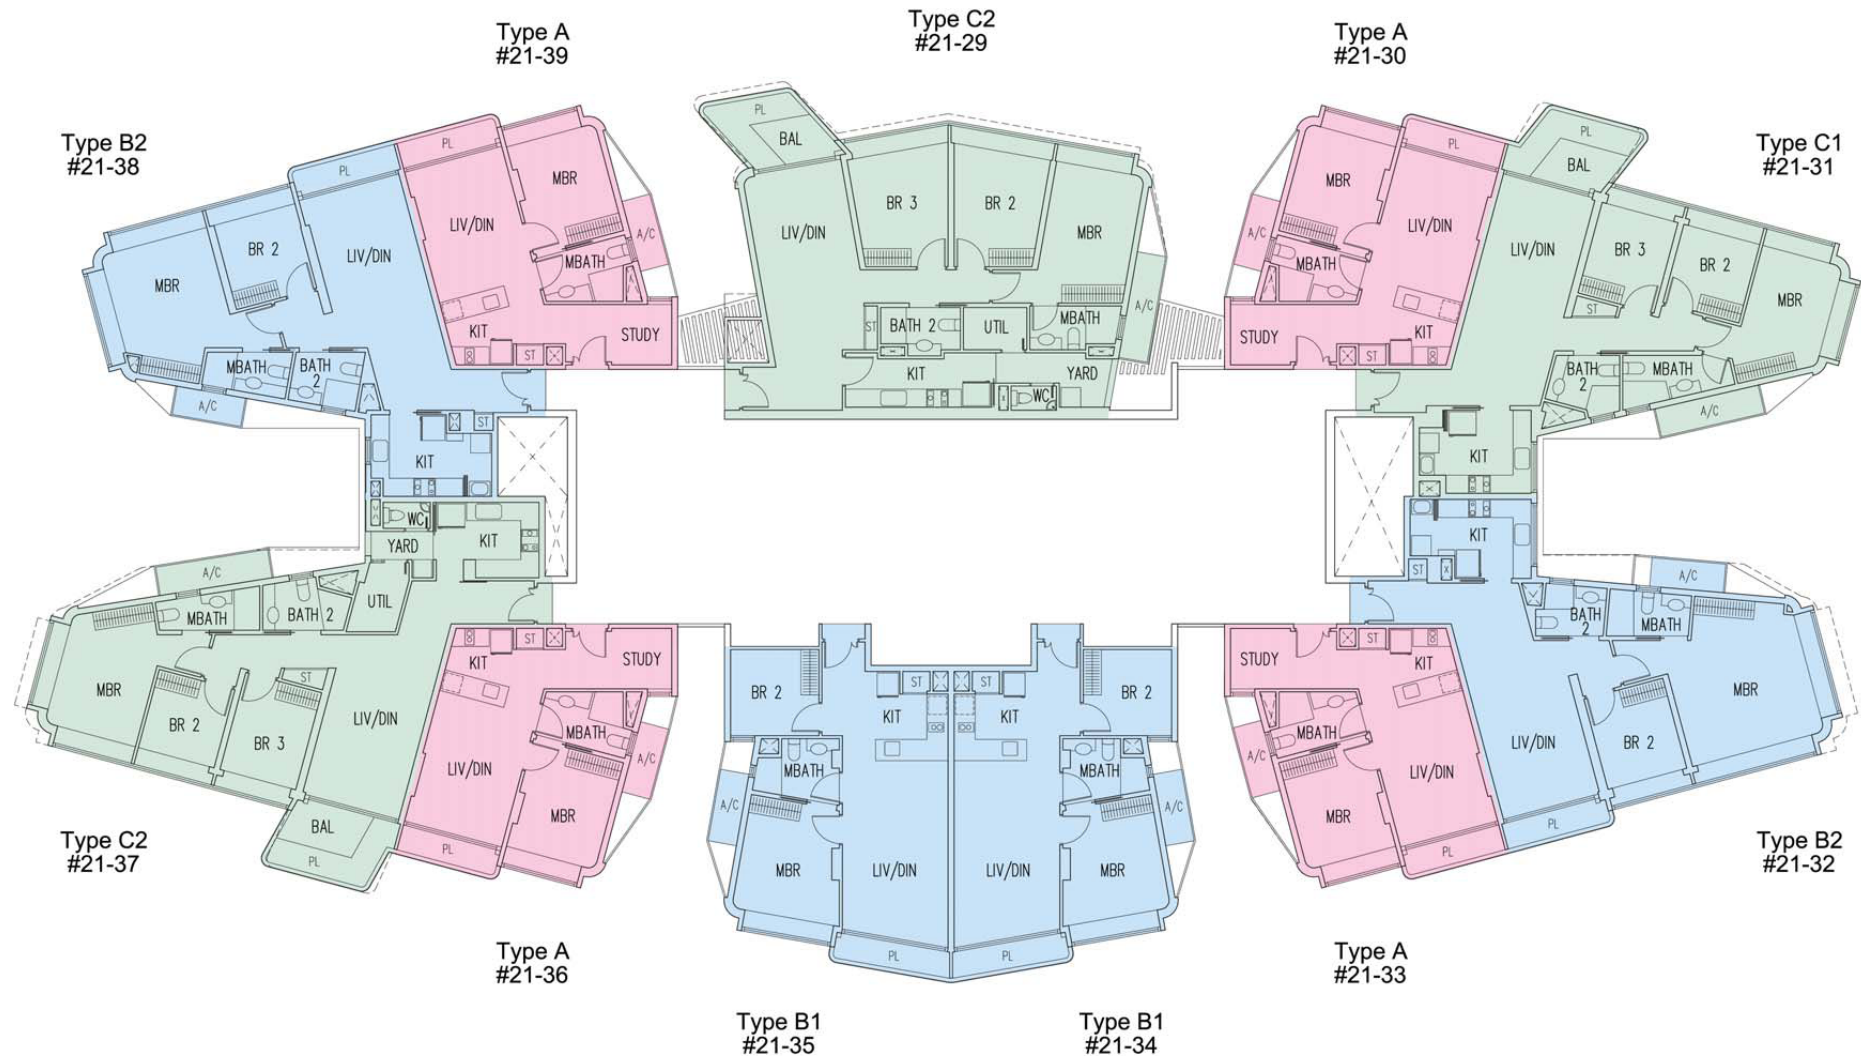 Type A
#21-39
Type C2
#21-29
Type A
#21-30
Type B2
#21-38
Type C1
#21-31
PL
LIV/DIN
BR 2
MBR
MBATH
BATH
2
A/C
KIT
ST
PL
LIV/DIN
MBR
A/C
MBATH
KIT
ST
STUDY
PL
BAL
LIV/DIN
BR 3
BR 2
MBR
A/C
ST
BATH 2
UTIL
MBATH
KIT
YARD
WC
PL
MBR
LIV/DIN
A/C
MBATH
STUDY
ST
KIT
PL
BAL
LIV/DIN
BR 3
BR 2
MBR
ST
BATH
2
MBATH
A/C
KIT
WC
KIT
YARD
A/C
UTIL
MBATH
BATH 2
MBR
BR 2
BR 3
ST
LIV/DIN
BAL
PL
KIT
ST
STUDY
MBATH
A/C
LIV/DIN
MBR
PL
BR 2
ST
KIT
MBATH
A/C
MBR
LIV/DIN
PL
ST
KIT
BR 2
MBATH
A/C
LIV/DIN
MBR
PL
STUDY
ST
KIT
MBATH
A/C
MBR
LIV/DIN
PL
KIT
ST
A/C
BATH
2
MBATH
MBR
BR 2
LIV/DIN
PL
Type C2
#21-37
Type B2
#21-32
Type A
#21-36
Type A
#21-33
Type B1
#21-35
Type B1
#21-34